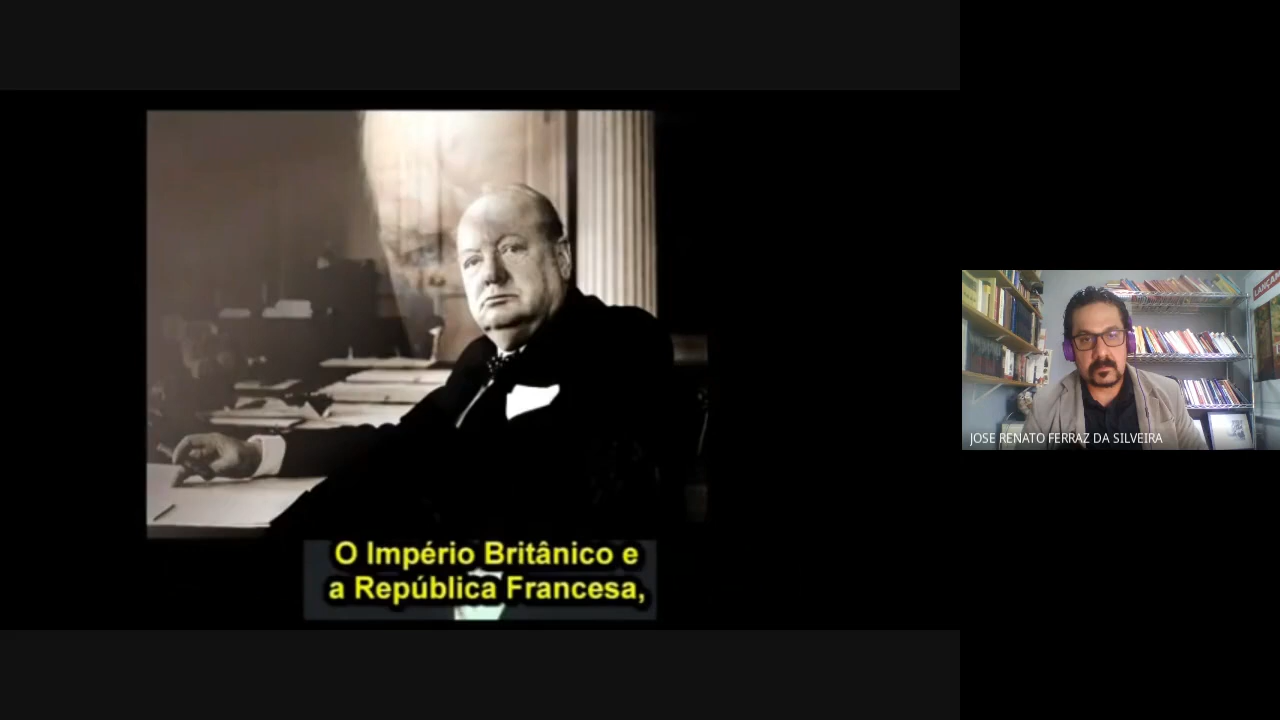 O Império Britânico e
a República Francesa,
JOSE RENATO FERRAZ DA SILVEIRA